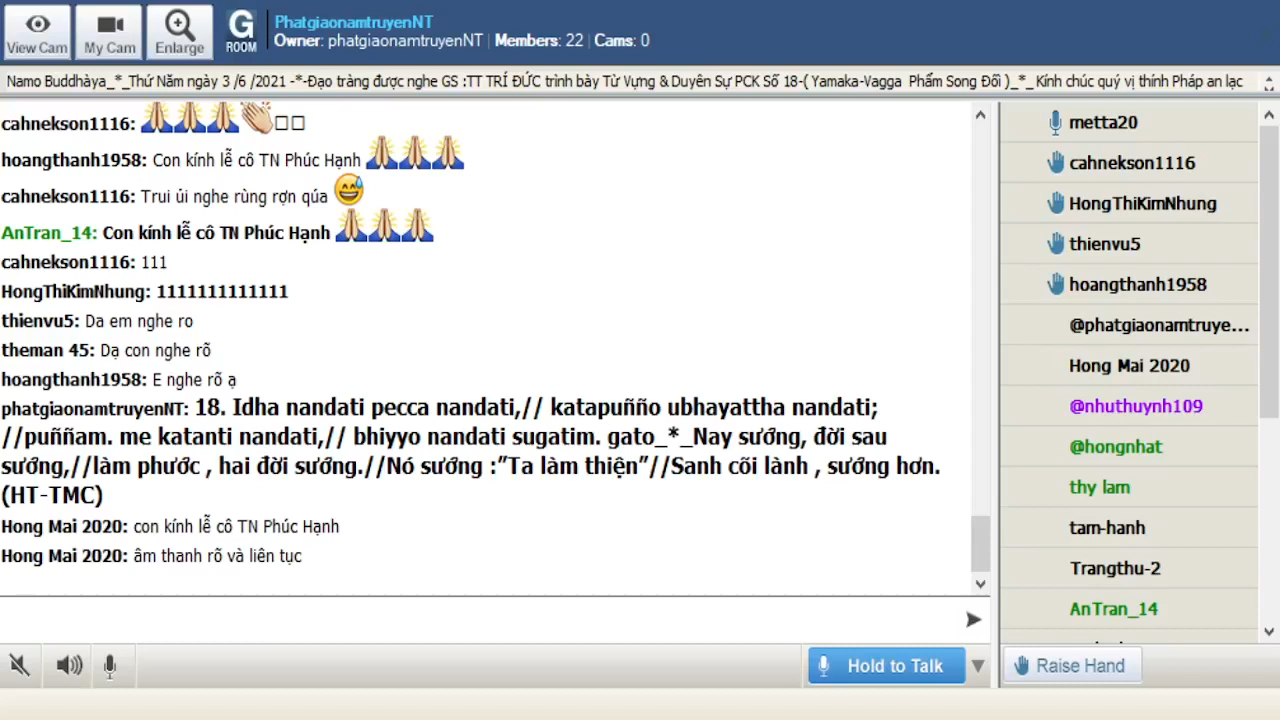 View Cam
My Cam
Enlarge
G
ROOM
PhatgiaonamtruyenNT
Owner: phatgiaonamtruyenNT | Members: 22 | Cams: 0
Namo Buddhàya_*_Thứ Năm ngày 3 /6 /2021 -*-Đạo tràng được nghe GS :TT TRÍ ĐỨC trình bày Từ Vựng & Duyên Sự PCK Số 18-( Yamaka-Vagga Phẩm Song Đối )_*_ Kính chúc quý vị thính Pháp an lạc
cahnekson1116: 🙏🙏🙏👏
hoangthanh1958: Con kính lễ cô TN Phúc Hạnh 🙏🙏🙏
cahnekson1116: Trui úi nghe rùng rợn qúa 😅
AnTran_14: Con kính lễ cô TN Phúc Hạnh 🙏🙏🙏
cahnekson1116: 111
HongThiKimNhung: 1111111111111
thienvu5: Da em nghe ro
theman 45: Dạ con nghe rõ
hoangthanh1958: E nghe rõ ạ
phatgiaonamtruyenNT: 18. Idha nandati pecca nandati,// katapuñño ubhayattha nandati;
//puññam. me katanti nandati,// bhiyyo nandati sugatim. gato_*_Nay sướng, đời sau
sướng,//làm phước , hai đời sướng.//Nó sướng :”Ta làm thiện”//Sanh cõi lành , sướng hơn.
(HT-TMC)
Hong Mai 2020: con kính lễ cô TN Phúc Hạnh
Hong Mai 2020: âm thanh rõ và liên tục
Hold to Talk
metta20
cahnekson1116
HongThiKimNhung
thienvu5
hoangthanh1958
@phatgiaonamtruye...
Hong Mai 2020
@nhuthuynh109
@hongnhat
thy lam
tam-hanh
Trangthu-2
AnTran_14
Raise Hand